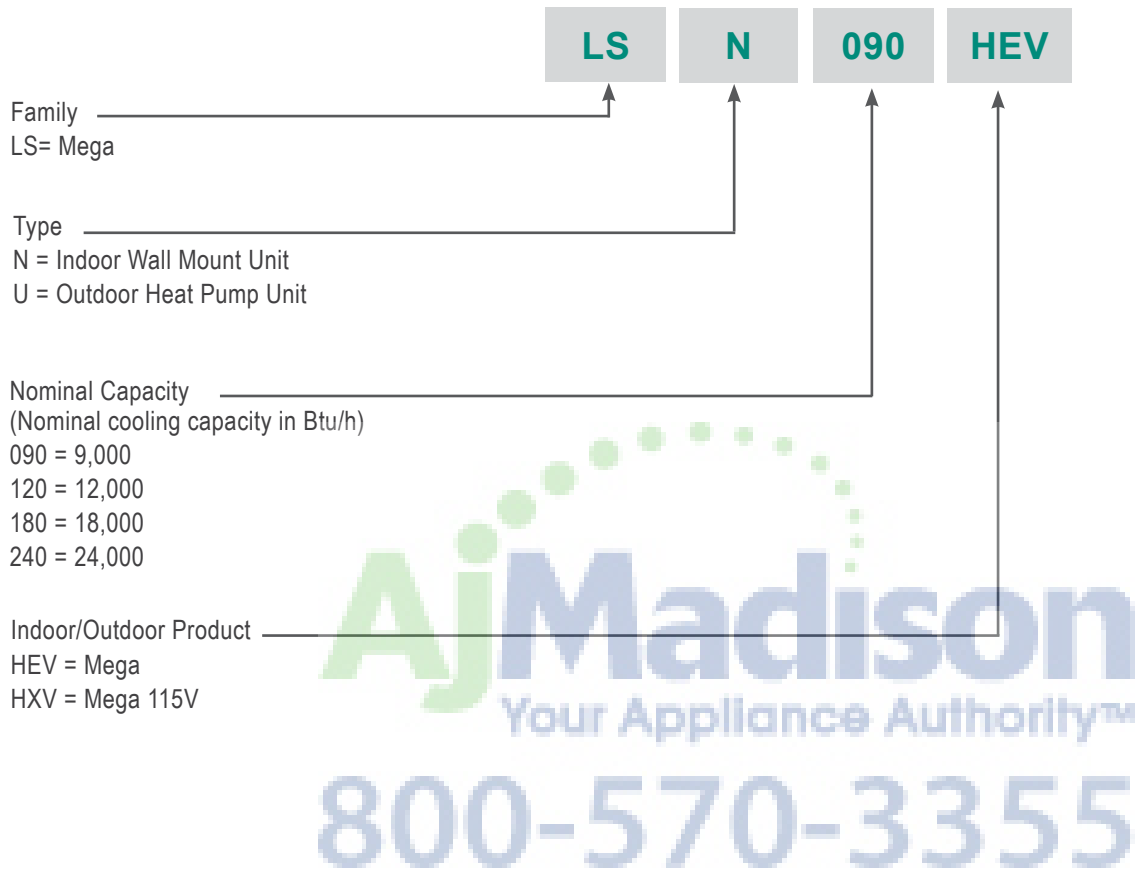 LS N 090 HEV
Family
LS= Mega
Type
N = Indoor Wall Mount Unit
U = Outdoor Heat Pump Unit
Nominal Capacity
(Nominal cooling capacity in Btu/h)
090 = 9,000
120 = 12,000
180 = 18,000
240 = 24,000
Indoor/Outdoor Product
HEV = Mega
HXV = Mega 115V
AjMadison
Your Appliance Authority™
800-570-3355